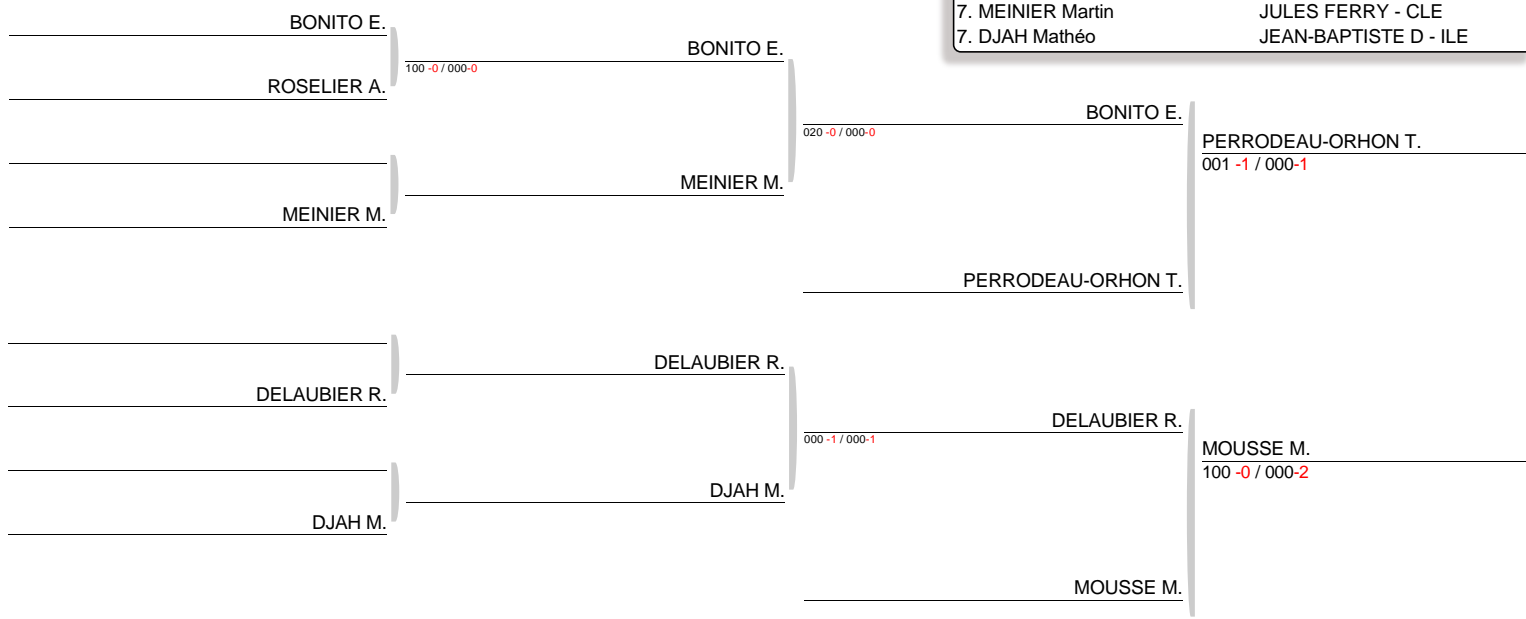 7. MEINIER Martin JULES FERRY - CLE
7. DJAH Mathéo JEAN-BAPTISTE D - ILE
BONITO E.
ROSELIER A.
MEINIER M.
DELAUBIER R.
DJAH M.
BONITO E.
100 -0 / 000-0
MEINIER M.
DELAUBIER R.
DJAH M.
BONITO E.
020 -0 / 000-0
PERRODEAU-ORHON T.
DELAUBIER R.
000 -1 / 000-1
MOUSSE M.
PERRODEAU-ORHON T.
001 -1 / 000-1
MOUSSE M.
100 -0 / 000-2